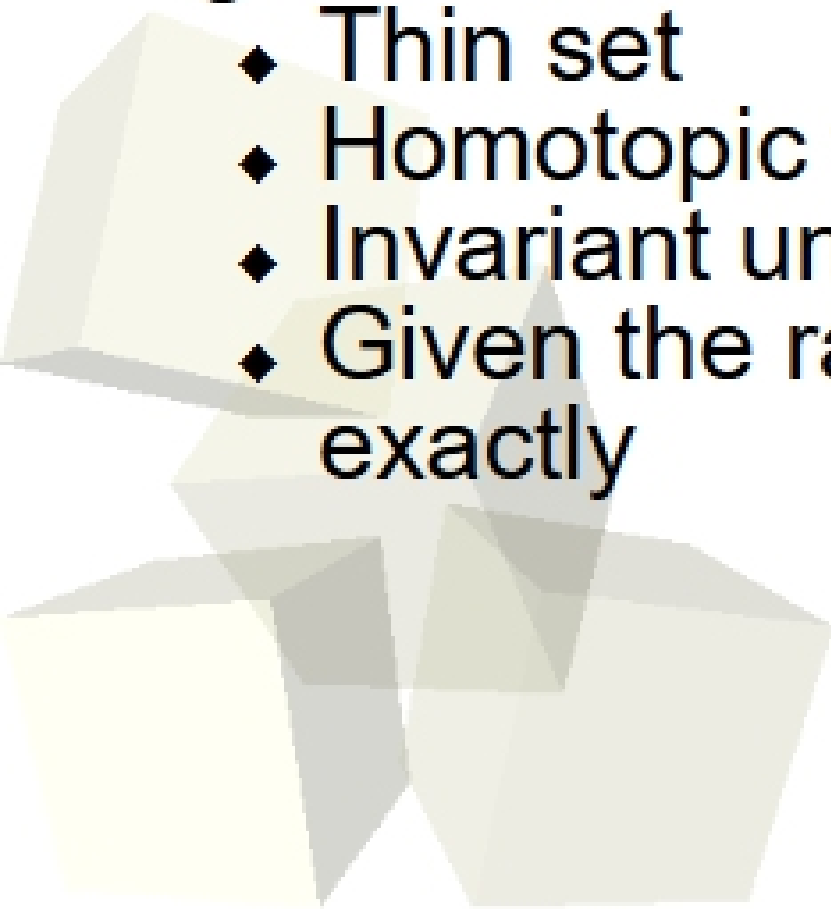 Thin set
Homotopic
Invariant
Given the
exactly